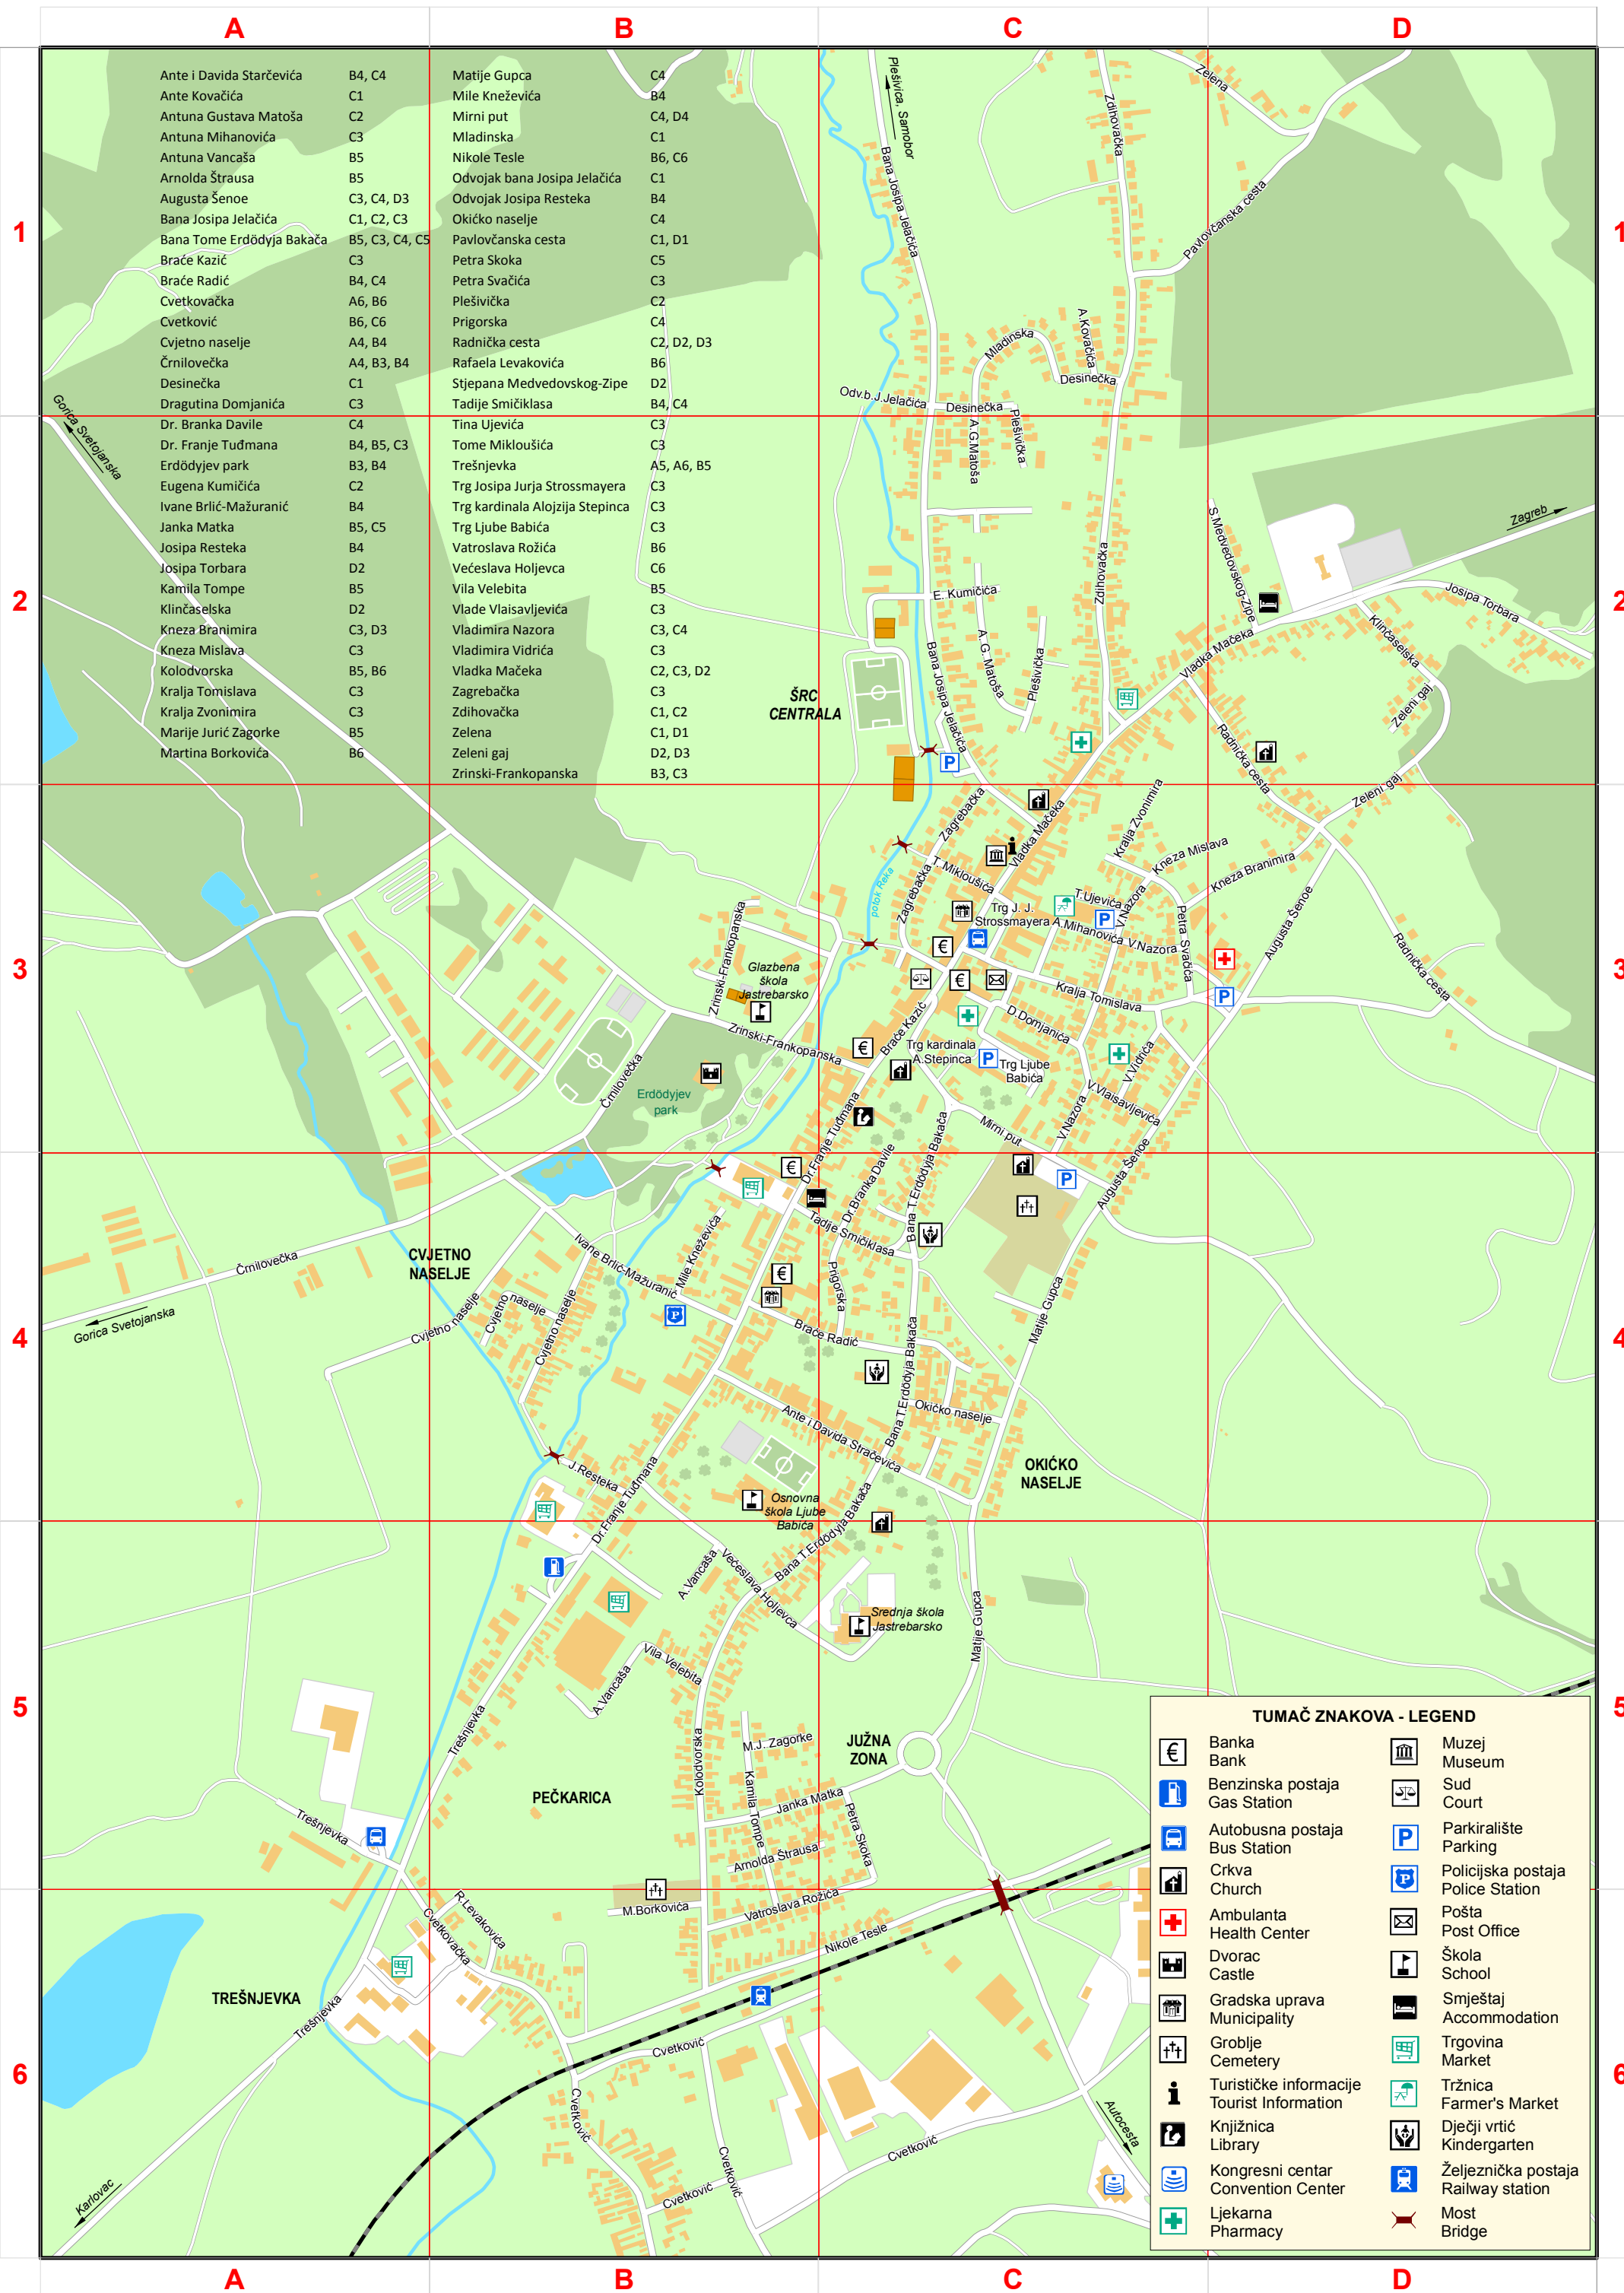 A B C D
Ante i Davida Starčevića B4, C4
Ante Kovačića C1
Antuna Gustava Matoša C2
Antuna Mihanovića C3
Antuna Vancaša B5
Arnolda Štrausa B5
Augusta Šenoe C3, C4, D3
Bana Josipa Jelačića C1, C2, C3
Bana Tome Erdödyja Bakača B5, C3, C4, C5
Braće Kazić C3
Braće Radić B4, C4
Cvetkovačka A6, B6
Cvetković B6, C6
Cvjetno naselje A4, B4
Črnilovečka A4, B3, B4
Desinečka C1
Dragutina Domjanića C3
Dr. Branka Davile C4
Dr. Franje Tuđmana B4, B5, C3
Erdödyjev park B3, B4
Eugena Kumičića C2
Ivane Brlić-Mažuranić B4
Janka Matka B5, C5
Josipa Resteka B4
Josipa Torbara D2
Kamila Tompe B5
Klinčaselska D2
Kneza Branimira C3, D3
Kneza Mislava C3
Kolodvorska B5, B6
Kralja Tomislava C3
Kralja Zvonimira C3
Marije Jurić Zagorke B5
Martina Borkovića B6
Matije Gupca C4
Mile Kneževića B4
Mirni put C4, D4
Mladinska C1
Nikole Tesle B6, C6
Odvojak bana Josipa Jelačića C1
Odvojak Josipa Resteka B4
Okićko naselje C4
Pavlovčanska cesta C1, D1
Petra Skoka C5
Petra Svačića C3
Plešivička C2
Prigorska C4
Radnička cesta C2, D2, D3
Rafaela Levakovića B6
Stjepana Medvedovskog-Zipe D2
Tadije Smičiklasa B4, C4
Tina Ujevića C3
Tome Mikloušića C3
Trešnjevka A5, A6, B5
Trg Josipa Jurja Strossmayera C3
Trg kardinala Alojzija Stepinca C3
Trg Ljube Babića C3
Vatroslava Rožića B6
Većeslava Holjevca C6
Vila Velebita B5
Vlade Vlaisavljevića C3
Vladimira Nazora C3, C4
Vladimira Vidrića C3
Vladka Mačeka C2, C3, D2
Zagrebačka C3
Zdihovačka C1, C2
Zelena C1, D1
Zeleni gaj D2, D3
Zrinski-Frankopanska B3, C3
1
1
Plešivica, Samobor
Bana Josipa Jelačića
Zdihovačka
Zelena
Pavlovčanska cesta
Mladinska
A.Kovačića
Desinečka
Odv.b.J.Jelačića
Desinečka
Plešivička
A.G.Matoša
Gorica Svetojanska
2
2
Zdihovačka
S.Medvedovskog-Zipe
Zagreb
Josipa Torbara
Klinčaselska
Zeleni gaj
E. Kumičića
A. G. Matoša
Plešivička
Bana Josipa Jelačića
Vladka Mačeka
Radnička cesta
ŠRC
CENTRALA
P
Zeleni gaj
3
3
Zagrebačka
Vladka Mačeka
Kralja Zvonimira
Kneza Mislava
Kneza Branimira
T. Mikloušića
Zagrebačka
potok Reka
Trg J. J.
Strossmayera
T.Ujevića
P
V.Nazora
A.Mihanovića
V.Nazora
Petra Svačića
Augusta Šenoe
Radnička cesta
Zrinski-Frankopanska
Glazbena
škola
Jastrebarsko
Zrinski-Frankopanska
€
€
Kralja Tomislava
P
D.Domjanića
Braće Kazić
€
Trg kardinala
A.Stepinca
P
Trg Ljube
Babića
V.Vidrića
V.Vlaisavljevića
V.Nazora
Črnilovečka
Erdödyjev
park
Dr.Franje Tuđmana
Mirni put
Bana T.Erdödyja Bakača
Augusta Šenoe
4
4
€
P
Dr.Branka Davile
Tadije Smičiklasa
Mile Kneževića
Ivane Brlić-Mažuranić
CVJETNO
NASELJE
Črnilovečka
Gorica Svetojanska
Cvjetno naselje
Cvjetno
naselje
Cvjetno naselje
P
€
Prigorska
Braće Radić
Bana T.Erdödyja Bakača
Matije Gupca
Okićko naselje
Ante i Davida Stračevića
OKIĆKO
NASELJE
J.Resteka
Dr.Franje Tuđmana
Osnovna
škola Ljube
Babića
Bana T.Erdödyja Bakača
5
5
A.Vancaša
Većeslava Holjevca
Srednja škola
Jastrebarsko
Matije Gupca
Vila Velebita
A.Vancaša
Trešnjevka
Kolodvorska
M.J. Zagorke
JUŽNA
ZONA
PEČKARICA
Kamila Tompe
Janka Matka
Petra Skoka
Arnolda Štrausa
Trešnjevka
6
6
M.Borkovića
Vatroslava Rožića
Nikole Tesle
R.Levakovića
Cvetkovačka
TREŠNJEVKA
Trešnjevka
Cvetković
Cvetković
Cvetković
Cvetković
Cvetković
Karlovac
Autocesta
TUMAČ ZNAKOVA - LEGEND
€ Banka
Bank
Benzinska postaja
Gas Station
Autobusna postaja
Bus Station
Crkva
Church
Ambulanta
Health Center
Dvorac
Castle
Gradska uprava
Municipality
Groblje
Cemetery
Turističke informacije
Tourist Information
Knjižnica
Library
Kongresni centar
Convention Center
Ljekarna
Pharmacy
Muzej
Museum
Sud
Court
P Parkiralište
Parking
P Policijska postaja
Police Station
Pošta
Post Office
Škola
School
Smještaj
Accommodation
Trgovina
Market
Tržnica
Farmer's Market
Dječji vrtić
Kindergarten
Željeznička postaja
Railway station
Most
Bridge
A B C D